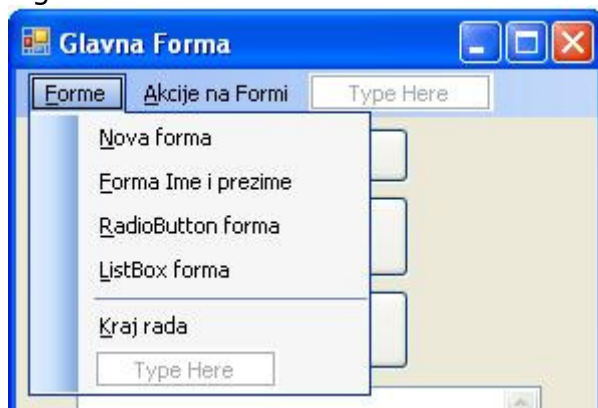 Glavna Forma
Forme Akcije na Formi Type Here
Nova forma
Forma Ime i prezime
RadioButton forma
ListBox forma
Kraj rada
Type Here